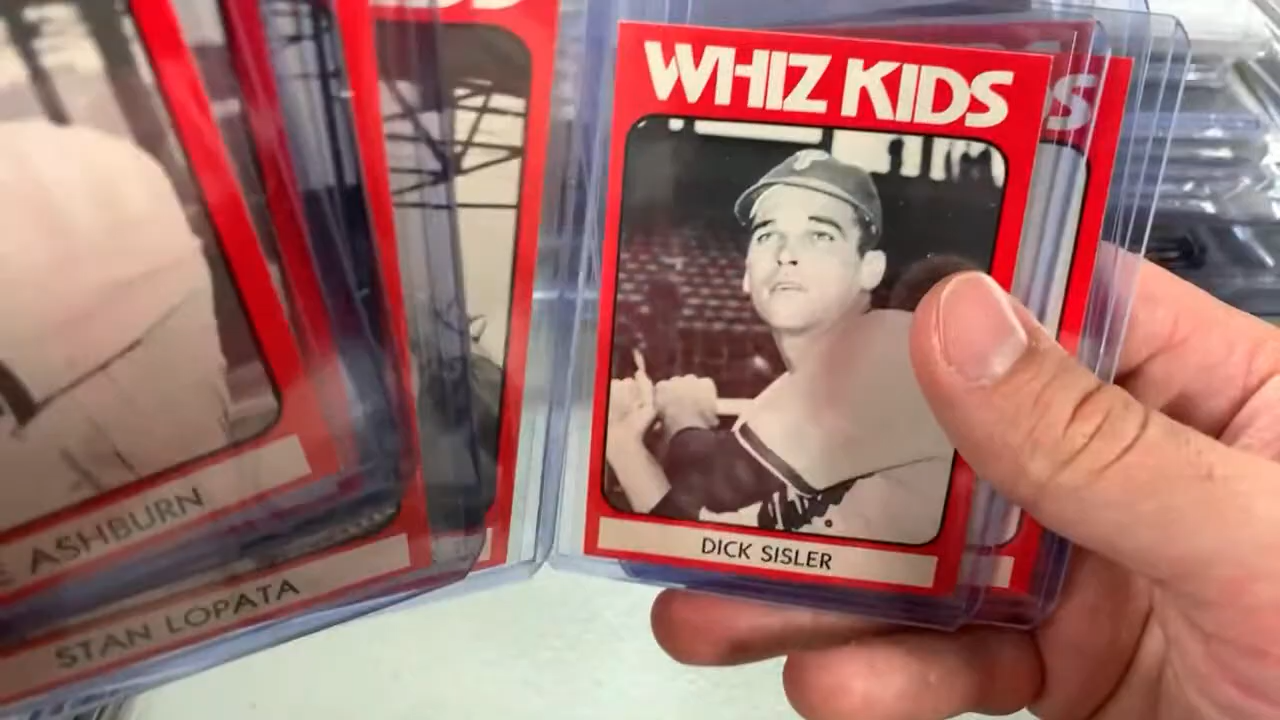 WHIZ KIDS
DICK SISLER
E ASHBURN
STAN LOPATA
S